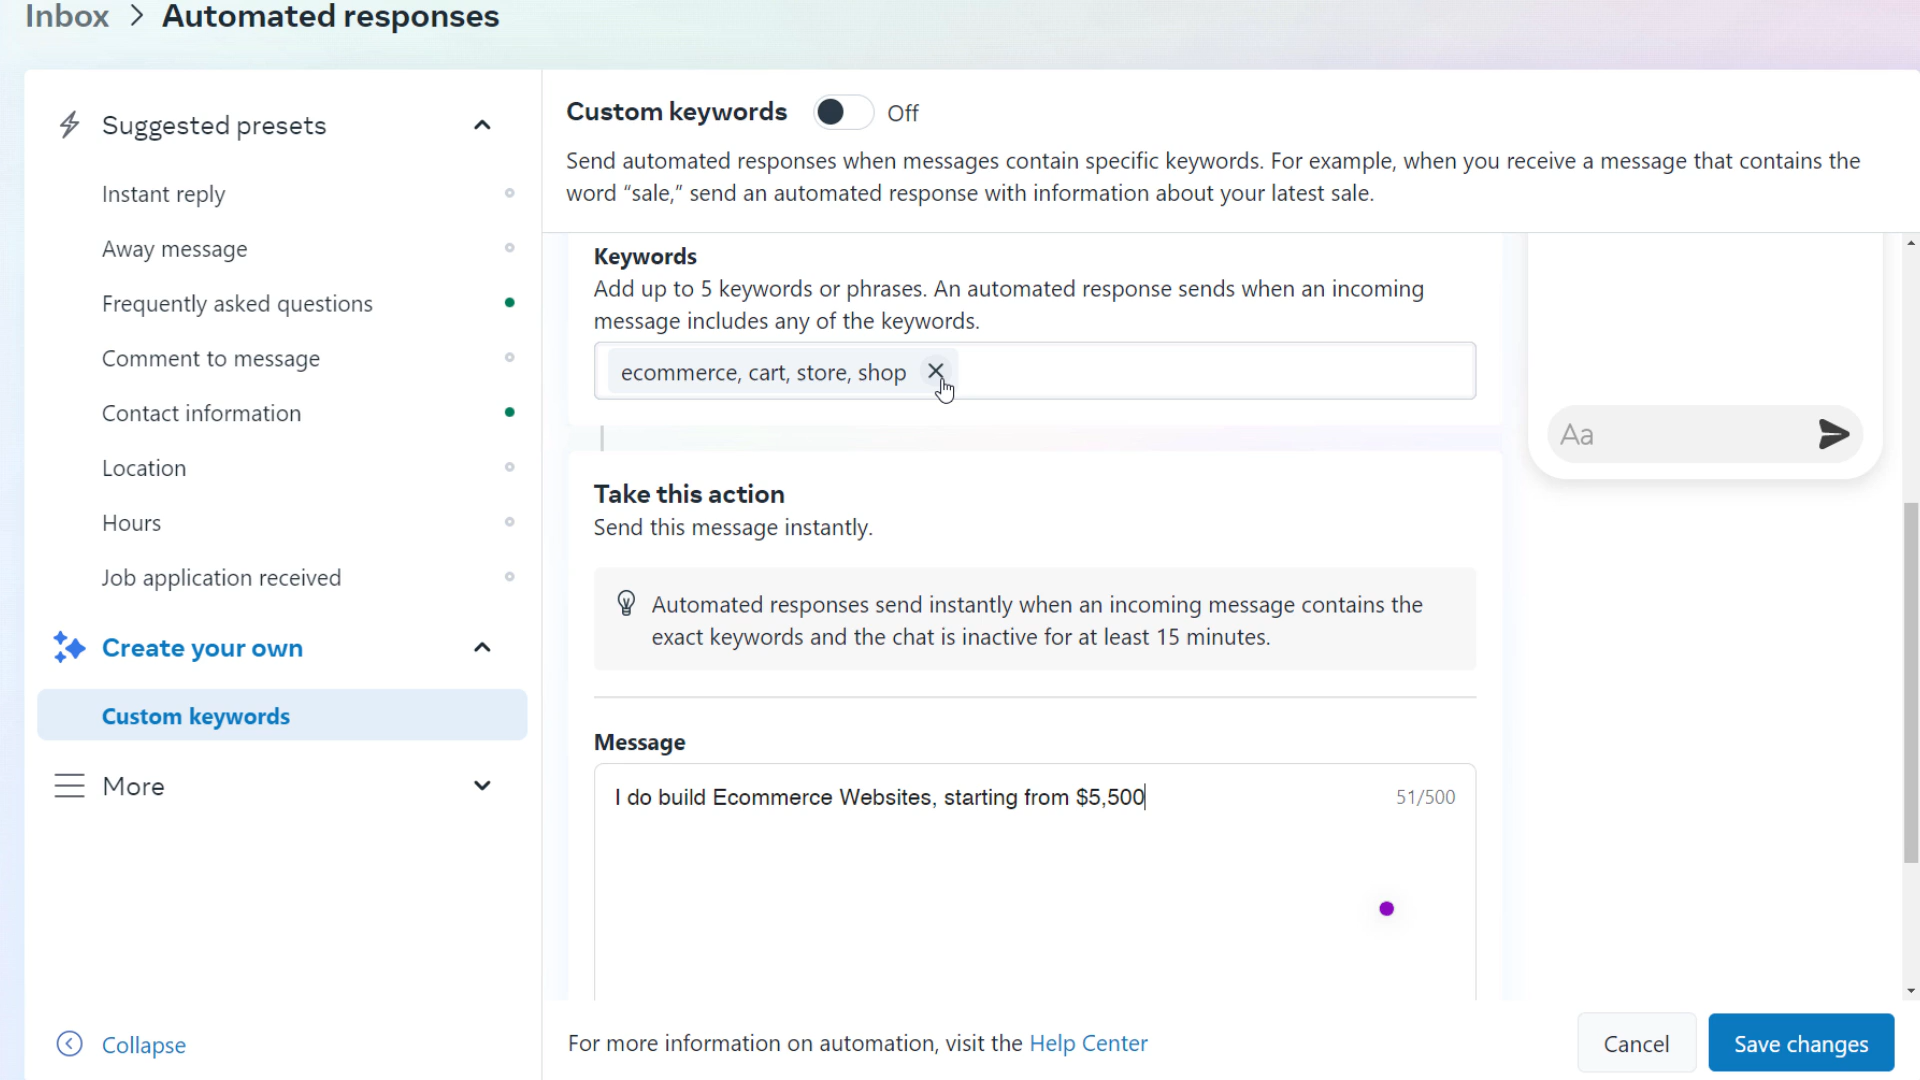 Inbox > Automated responses
Suggested presets
Instant reply
Away message
Frequently asked questions
Comment to message
Contact information
Location
Hours
Job application received
Create your own
Custom keywords
More
Collapse
Custom keywords Off
Send automated responses when messages contain specific keywords. For example, when you receive a message that contains the
word “sale,” send an automated response with information about your latest sale.
Keywords
Add up to 5 keywords or phrases. An automated response sends when an incoming
message includes any of the keywords.
ecommerce, cart, store, shop
Aa
Take this action
Send this message instantly.
Automated responses send instantly when an incoming message contains the
exact keywords and the chat is inactive for at least 15 minutes.
Message
I do build Ecommerce Websites, starting from $5,500 51/500
For more information on automation, visit the Help Center
Cancel Save changes